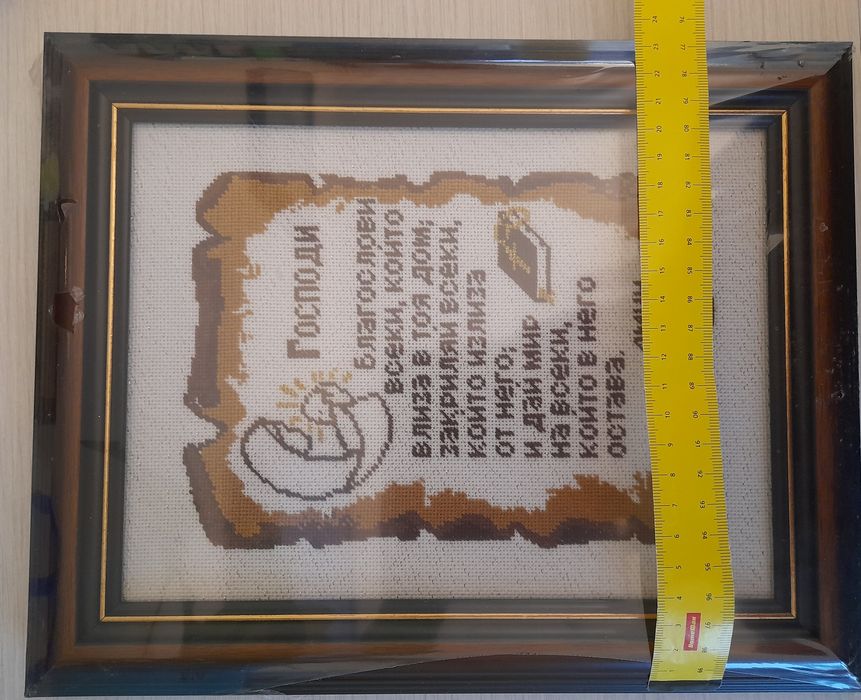 Господи
Благослови
всеки, който
влиза в тоя дом;
закриляй всеки,
който излиза
от него;
и дай мир
на всеки,
който в него
остава.